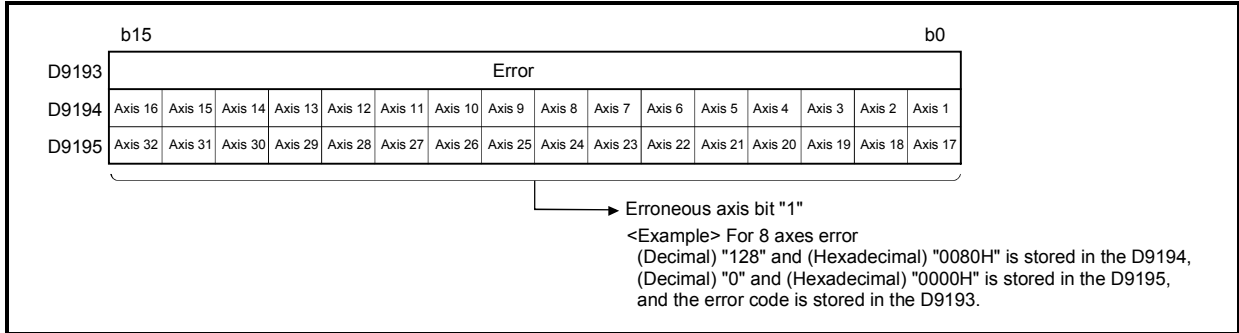 b15 b0
D9193 Error
D9194 Axis 16 Axis 15 Axis 14 Axis 13 Axis 12 Axis 11 Axis 10 Axis 9 Axis 8 Axis 7 Axis 6 Axis 5 Axis 4 Axis 3 Axis 2 Axis 1
D9195 Axis 32 Axis 31 Axis 30 Axis 29 Axis 28 Axis 27 Axis 26 Axis 25 Axis 24 Axis 23 Axis 22 Axis 21 Axis 20 Axis 19 Axis 18 Axis 17
Erroneous axis bit "1"
<Example> For 8 axes error
(Decimal) "128" and (Hexadecimal) "0080H" is stored in the D9194,
(Decimal) "0" and (Hexadecimal) "0000H" is stored in the D9195,
and the error code is stored in the D9193.